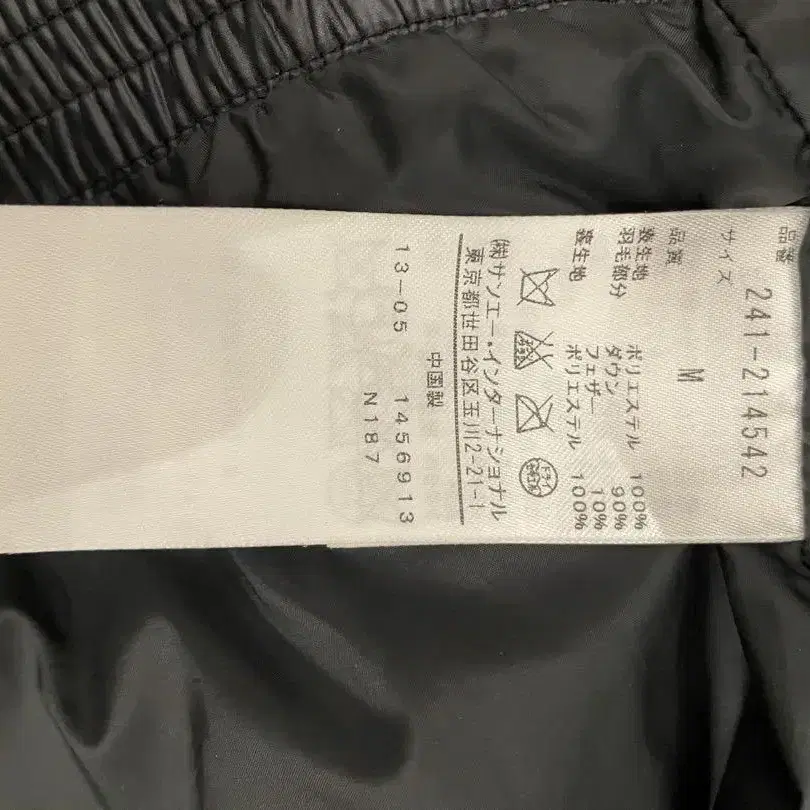 品番 241-214542
サイズ M
品質
表生地 ポリエステル 100%
羽毛部分 ダウン 90%
フェザー 10%
裏生地 ポリエステル 100%
ドライ
㈱サンエー・インターナショナル
東京都世田谷区玉川2-21-1
中国製
13-05 1456913
N187